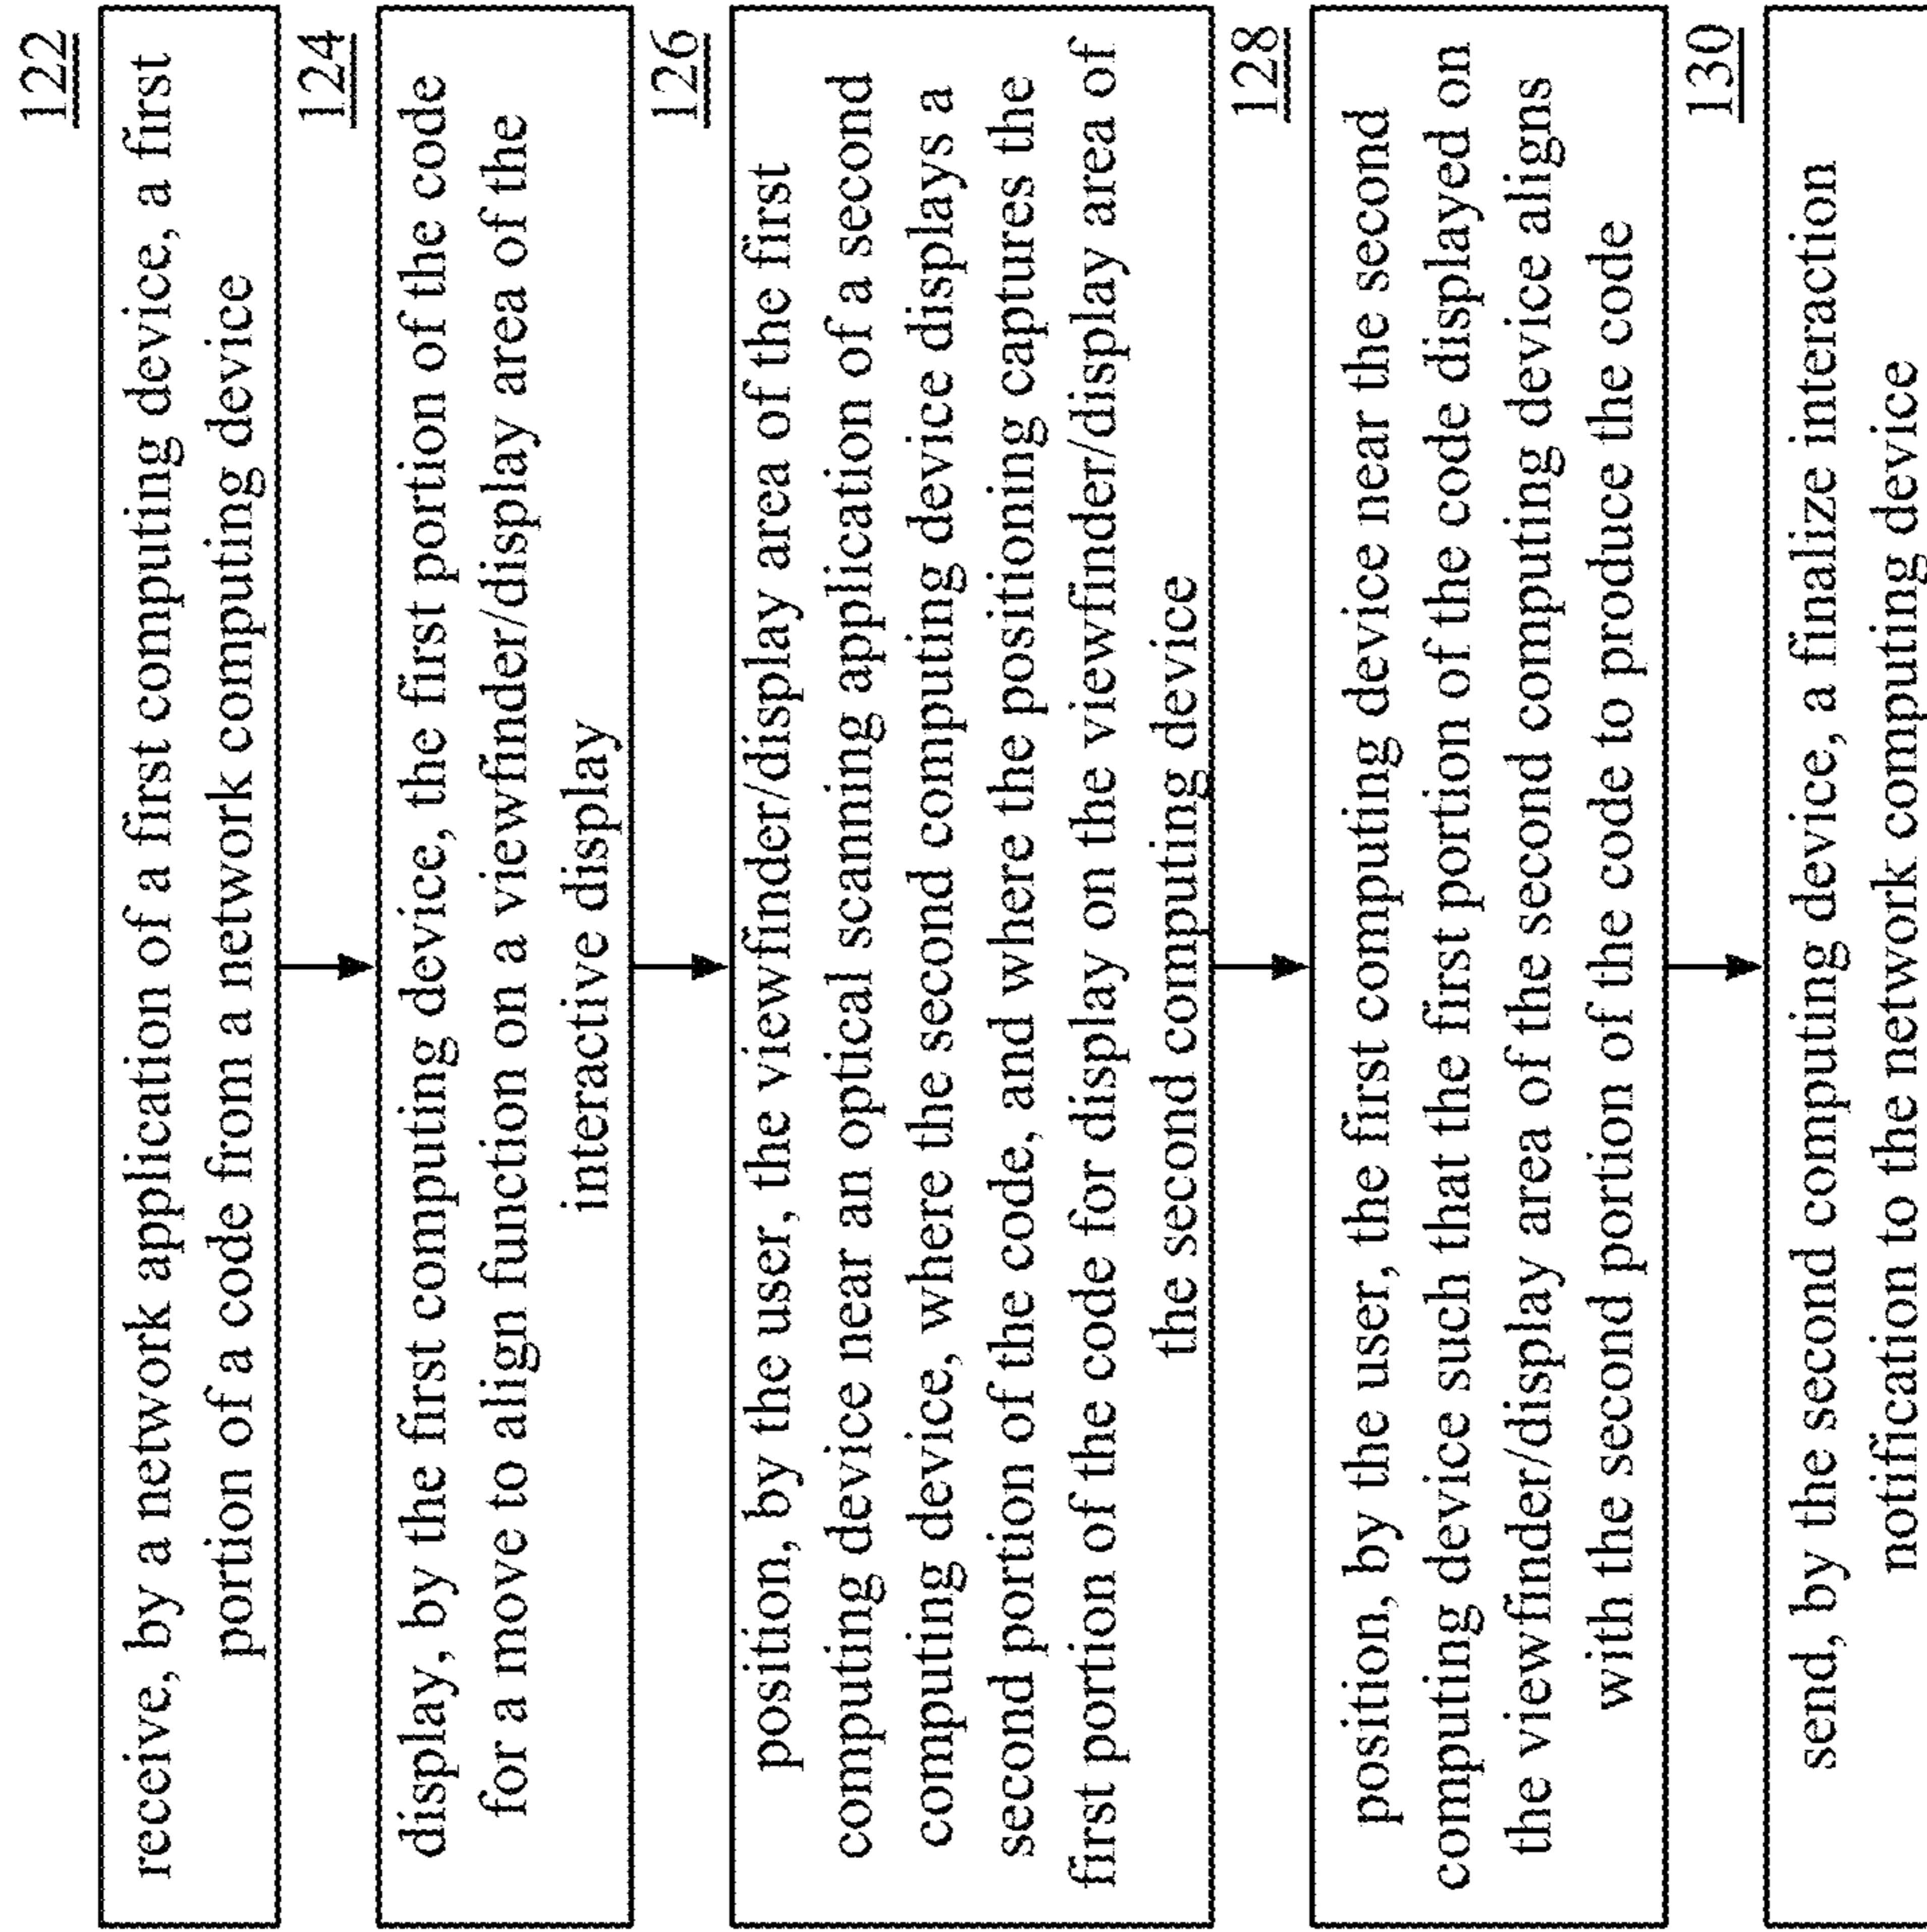 122
receive, by a network application of a first computing device, a first
portion of a code from a network computing device
124
display, by the first computing device, the first portion of the code
for a move to align function on a viewfinder/display area of the
interactive display
126
position, by the user, the viewfinder/display area of the first
computing device near an optical scanning application of a second
computing device, where the second computing device displays a
second portion of the code, and where the positioning captures the
first portion of the code for display on the viewfinder/display area of
the second computing device
128
position, by the user, the first computing device near the second
computing device such that the first portion of the code displayed on
the viewfinder/display area of the second computing device aligns
with the second portion of the code to produce the code
130
send, by the second computing device, a finalize interaction
notification to the network computing device